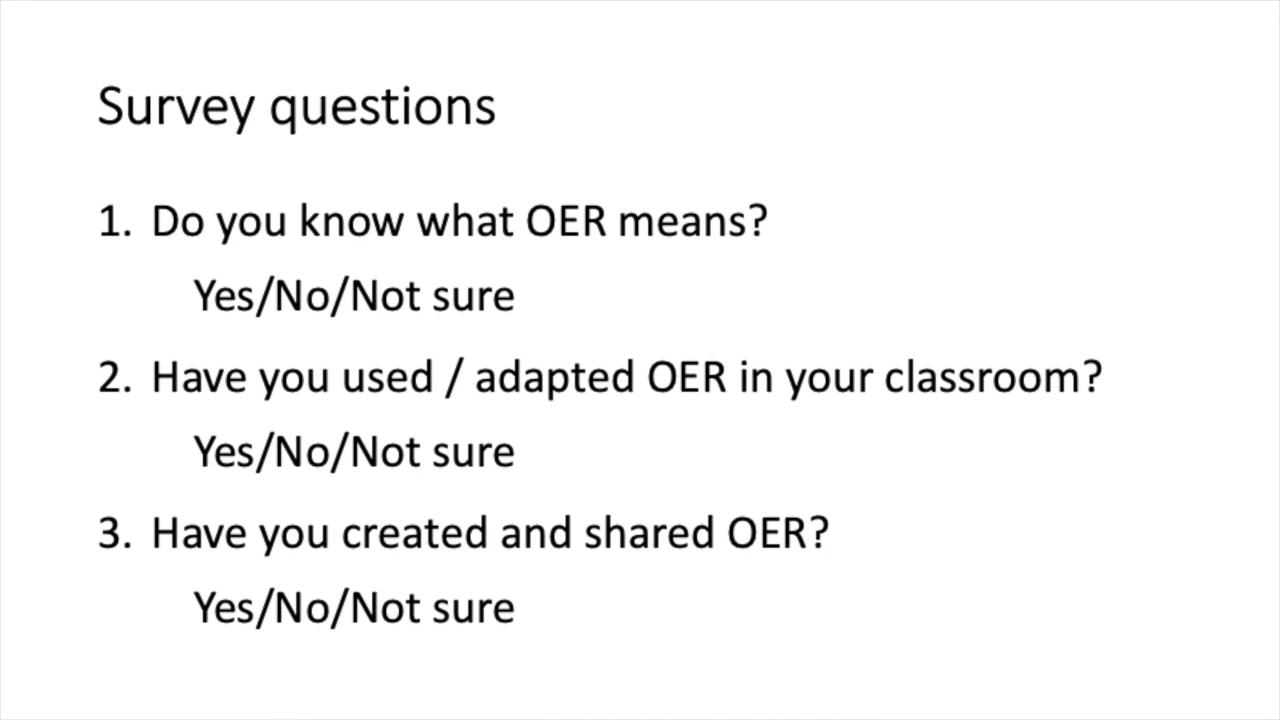 Survey questions
1. Do you know what OER means?
Yes/No/Not sure
2. Have you used / adapted OER in your classroom?
Yes/No/Not sure
3. Have you created and shared OER?
Yes/No/Not sure